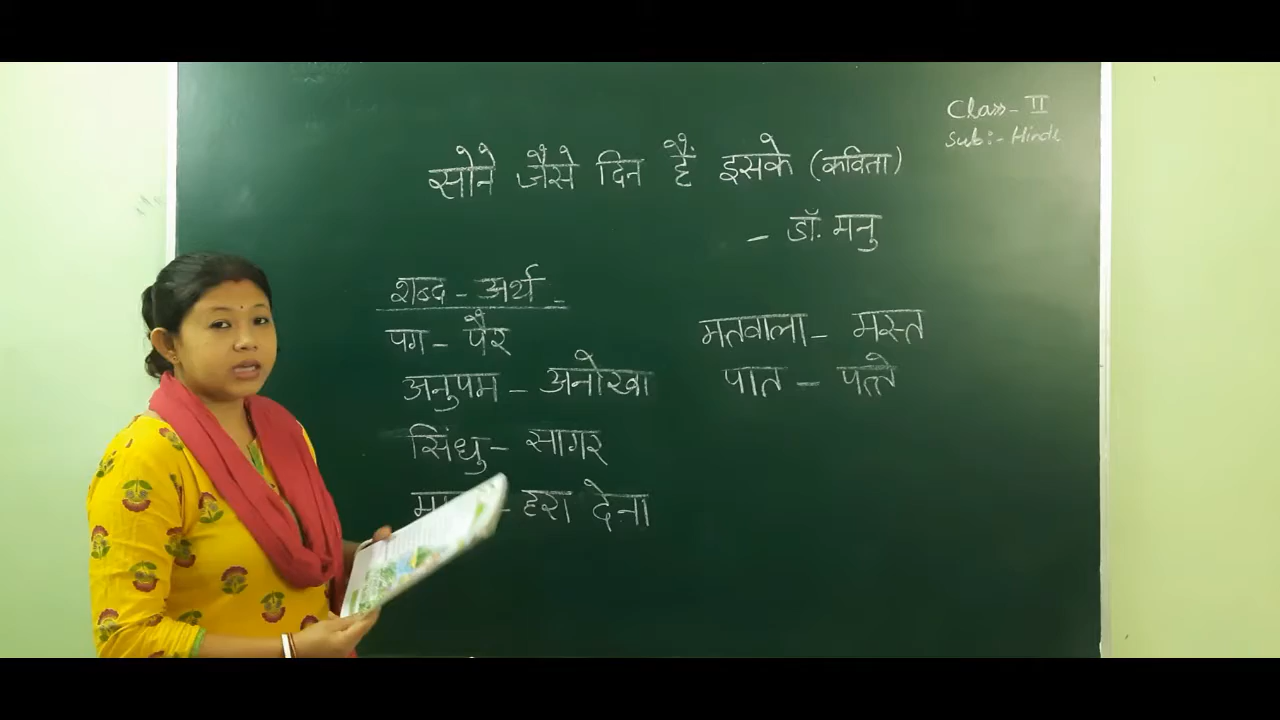 Class - II
Sub:- Hindi
सोने जैसे दिन हैं इसके (कविता)
- डॉ. मनु
शब्द - अर्थ -
पग - पैर
अनुपम - अनोखा
सिंधु - सागर
- हरा देना
मतवाला - मस्त
पात - पत्ते